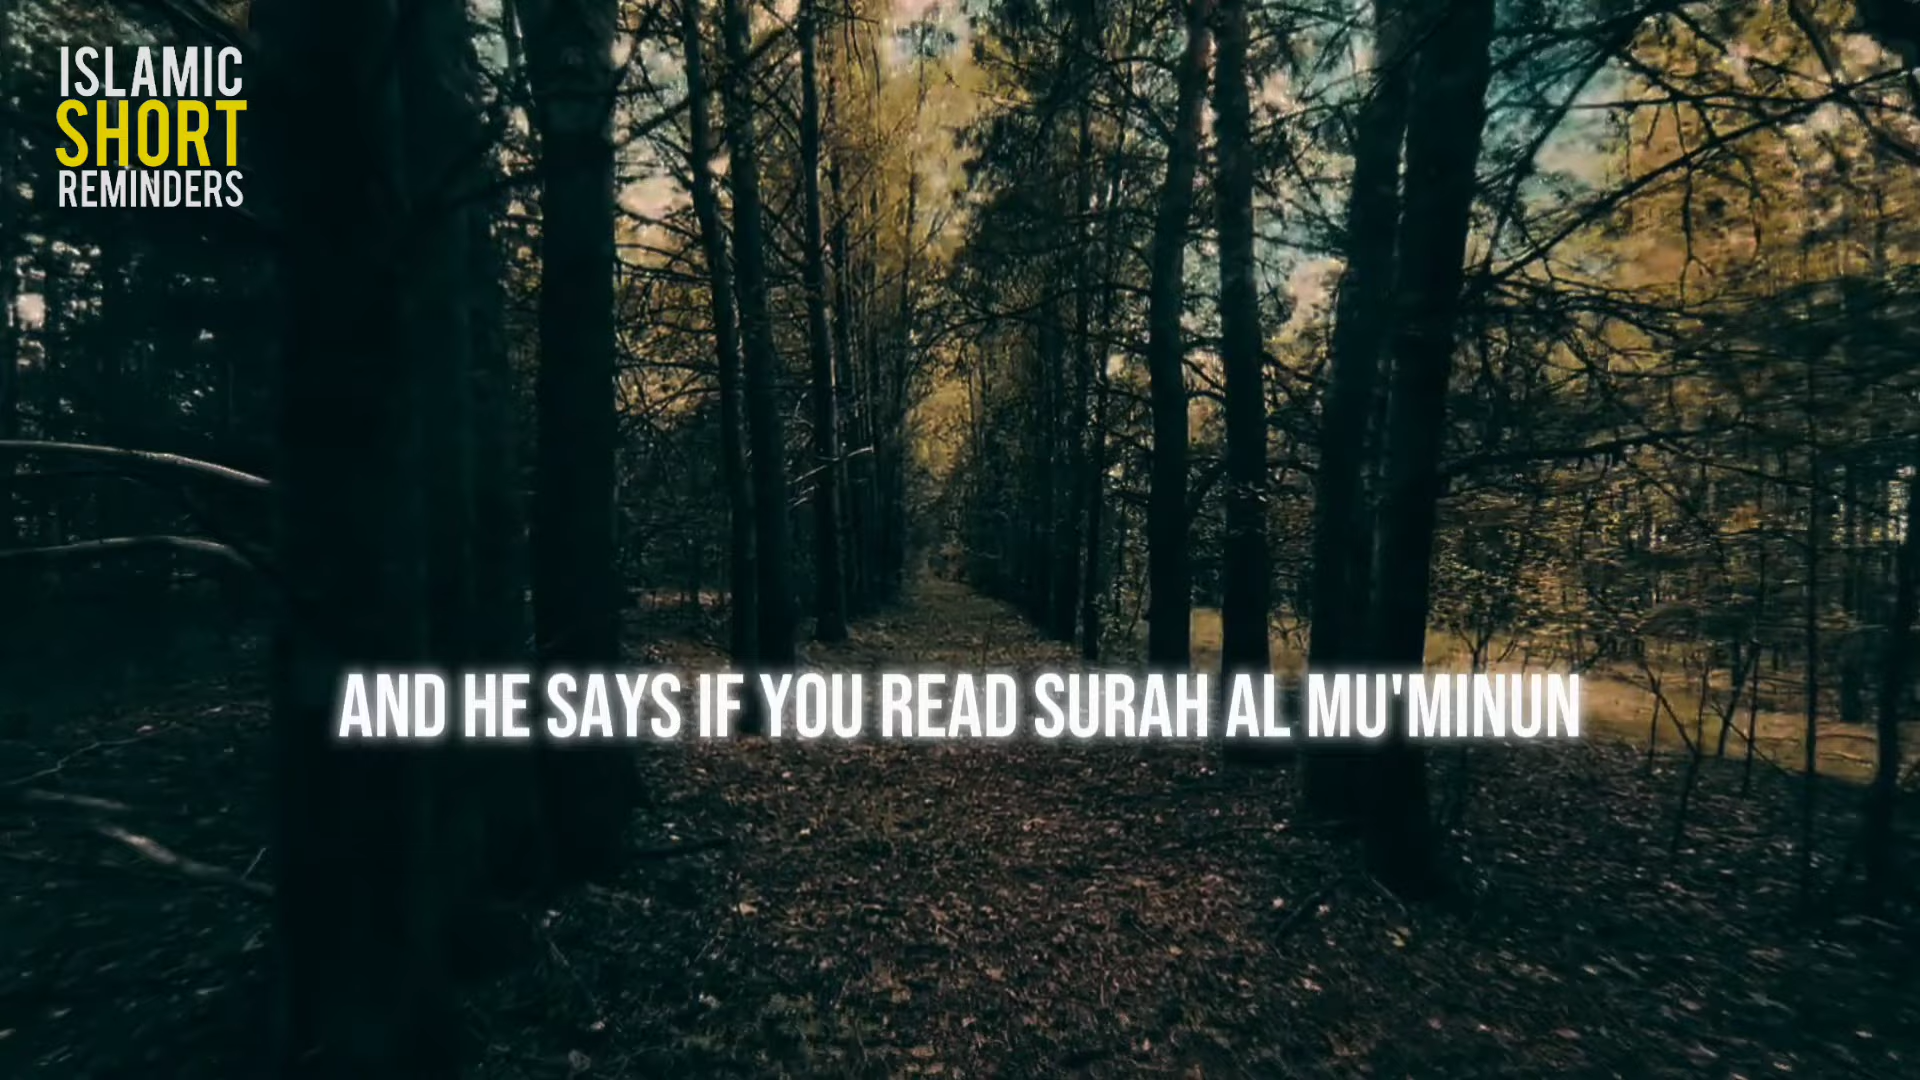 ISLAMIC
SHORT
REMINDERS
AND HE SAYS IF YOU READ SURAH AL MU'MINUN